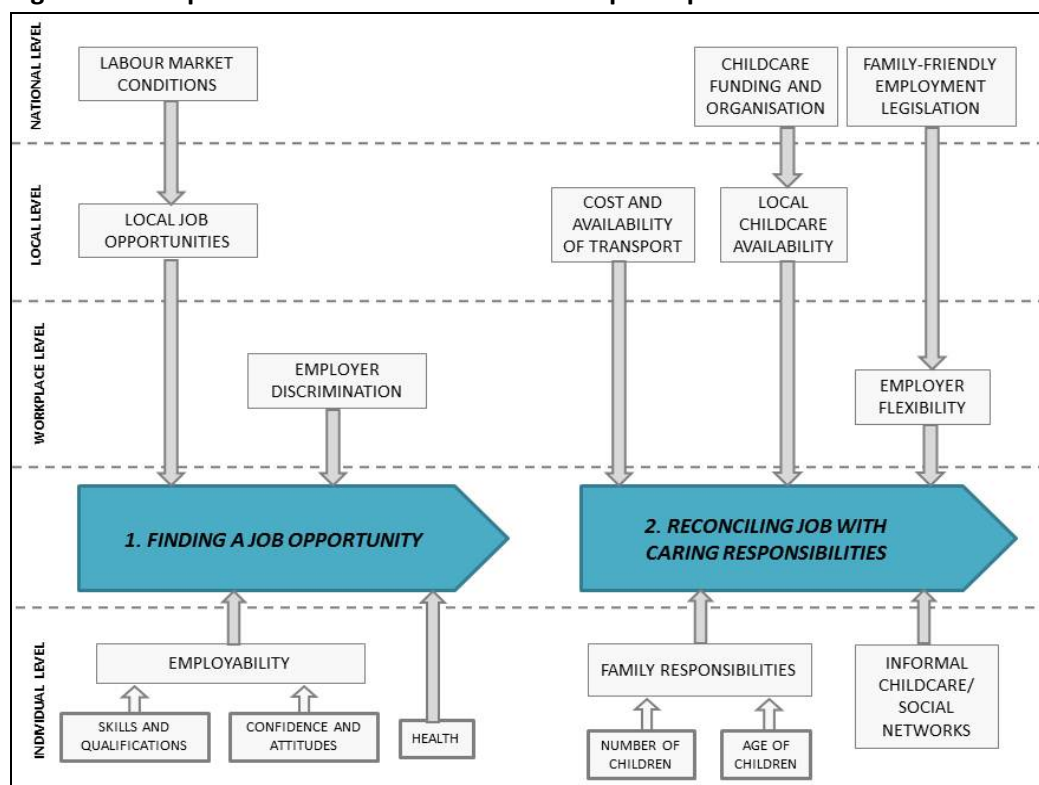 NATIONAL LEVEL
LABOUR MARKET
CONDITIONS
CHILDCARE
FUNDING AND
ORGANISATION
FAMILY-FRIENDLY
EMPLOYMENT
LEGISLATION
LOCAL LEVEL
LOCAL JOB
OPPORTUNITIES
COST AND
AVAILABILITY
OF TRANSPORT
LOCAL
CHILDCARE
AVAILABILITY
WORKPLACE LEVEL
EMPLOYER
DISCRIMINATION
EMPLOYER
FLEXIBILITY
1. FINDING A JOB OPPORTUNITY
2. RECONCILING JOB WITH
CARING RESPONSIBILITIES
INDIVIDUAL LEVEL
EMPLOYABILITY
SKILLS AND
QUALIFICATIONS
CONFIDENCE AND
ATTITUDES
HEALTH
FAMILY RESPONSIBILITIES
NUMBER OF
CHILDREN
AGE OF
CHILDREN
INFORMAL
CHILDCARE/
SOCIAL
NETWORKS